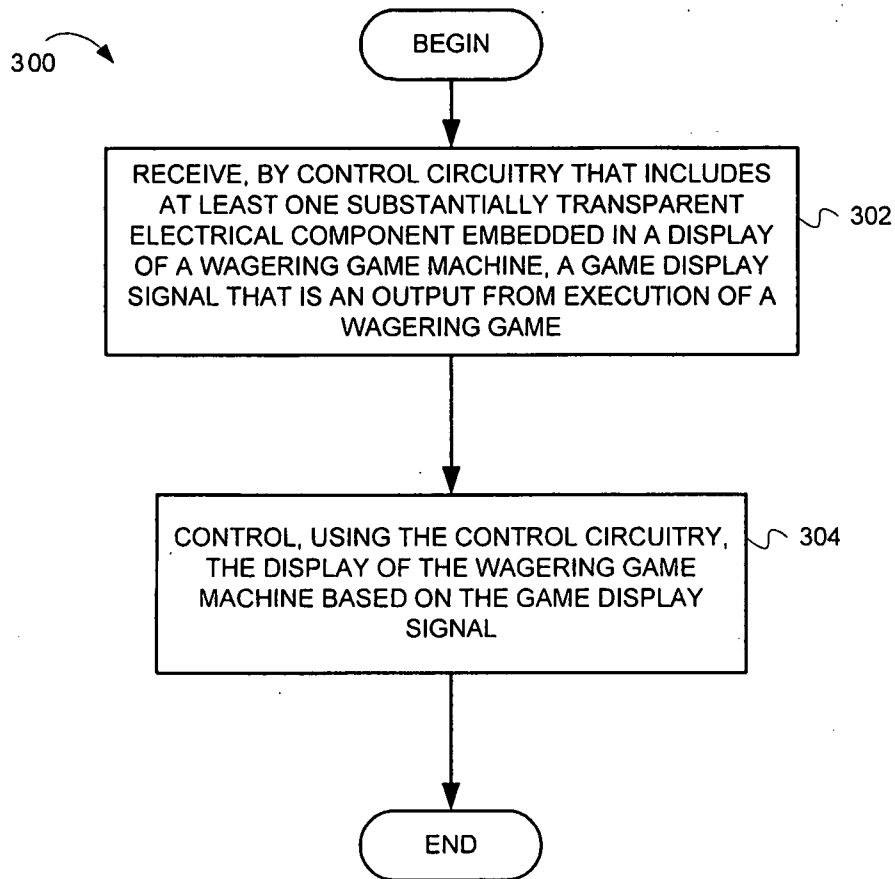 300
BEGIN
RECEIVE, BY CONTROL CIRCUITRY THAT INCLUDES
AT LEAST ONE SUBSTANTIALLY TRANSPARENT
ELECTRICAL COMPONENT EMBEDDED IN A DISPLAY
OF A WAGERING GAME MACHINE, A GAME DISPLAY
SIGNAL THAT IS AN OUTPUT FROM EXECUTION OF A
WAGERING GAME
302
CONTROL, USING THE CONTROL CIRCUITRY,
THE DISPLAY OF THE WAGERING GAME
MACHINE BASED ON THE GAME DISPLAY
SIGNAL
304
END